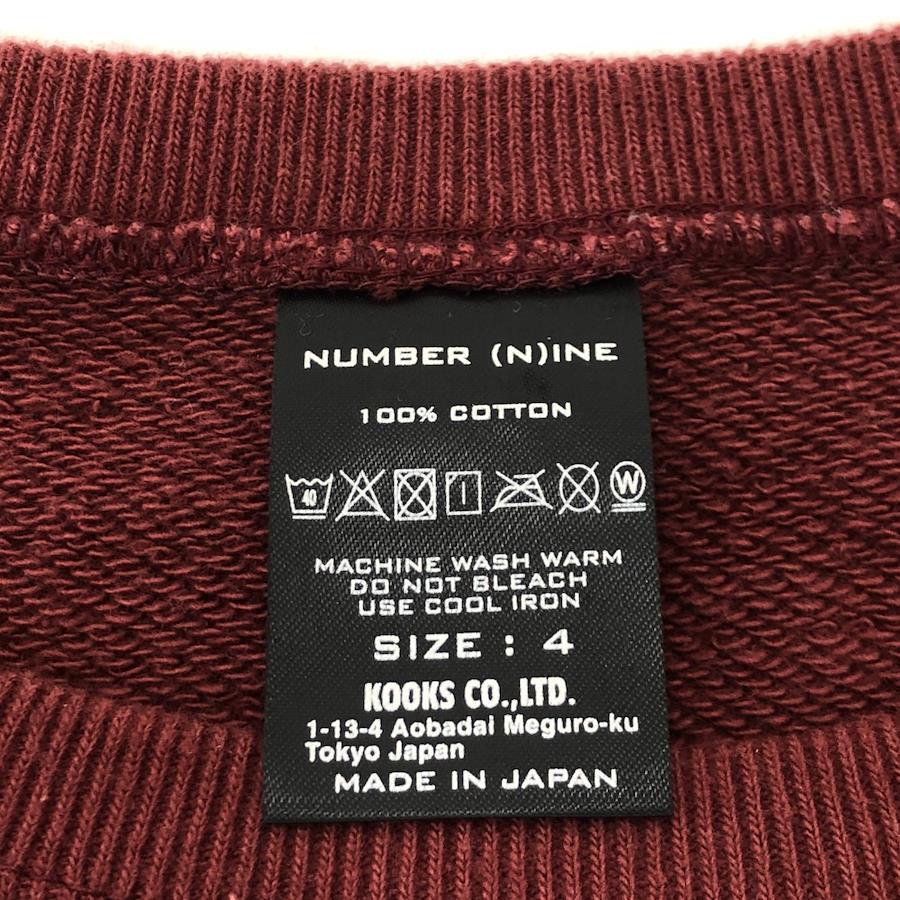 NUMBER (N)INE
100% COTTON
40 W
MACHINE WASH WARM
DO NOT BLEACH
USE COOL IRON
SIZE : 4
KOOKS CO.,LTD.
1-13-4 Aobadai Meguro-ku
Tokyo Japan
MADE IN JAPAN